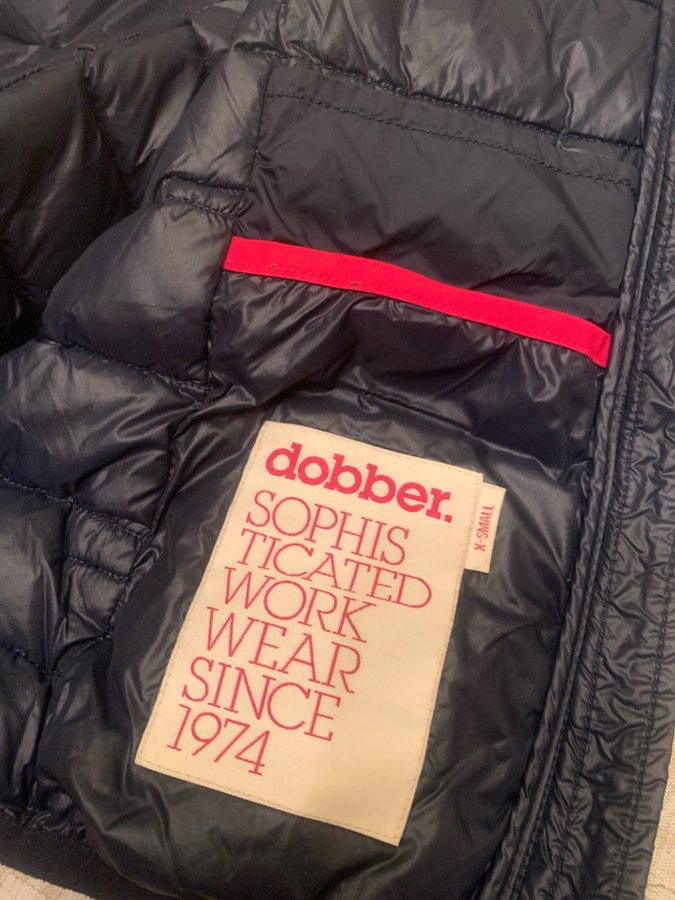 dobber.
SOPHIS
TICATED
WORK
WEAR
SINCE
1974
X-SMALL